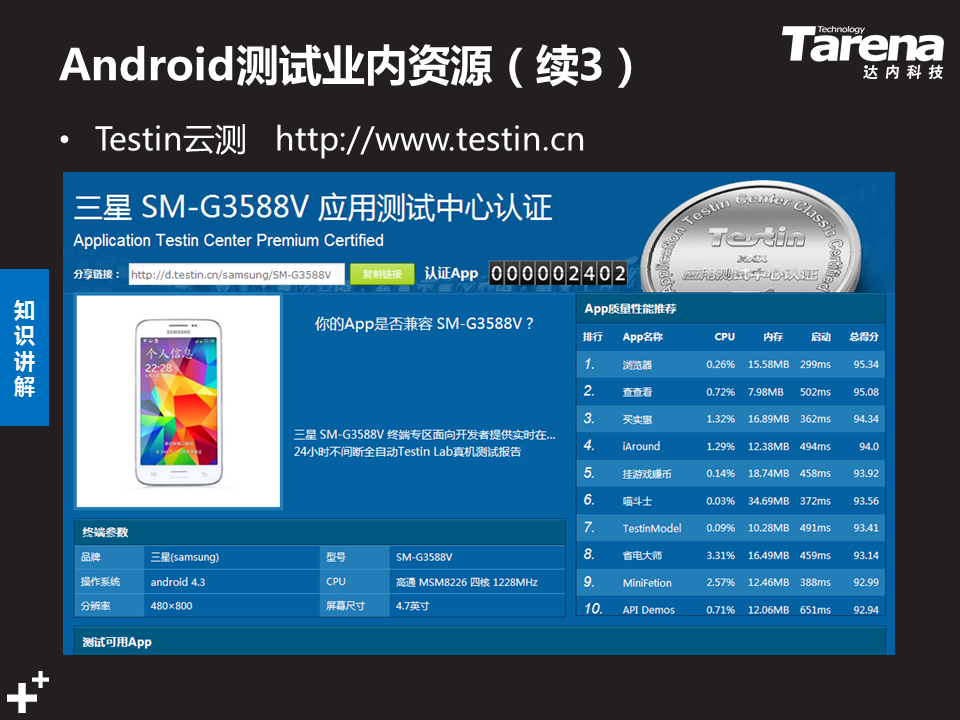 Android测试业内资源（续3）
Technology
Tarena
达内科技
• Testin云测 http://www.testin.cn
知识讲解
三星 SM-G3588V 应用测试中心认证
Application Testin Center Premium Certified
分享链接： http://d.testin.cn/samsung/SM-G3588V 复制链接 认证App 000002402
Application Testin Center Classic Certi
Testin
应用测试中心认证
SAMSUNG
个人信息
22:28
你的App是否兼容 SM-G3588V？
三星 SM-G3588V 终端专区面向开发者提供实时在...
24小时不间断全自动Testin Lab真机测试报告
终端参数
品牌 三星(samsung) 型号 SM-G3588V
操作系统 android 4.3 CPU 高通 MSM8226 四核 1228MHz
分辨率 480×800 屏幕尺寸 4.7英寸
App质量性能推荐
排行 App名称 CPU 内存 启动 总得分
1. 浏览器 0.26% 15.58MB 299ms 95.34
2. 查查看 0.72% 7.98MB 502ms 95.08
3. 买实惠 1.32% 16.89MB 362ms 94.34
4. iAround 1.29% 12.38MB 494ms 94.0
5. 挂游戏赚币 0.14% 18.74MB 458ms 93.92
6. 喵斗士 0.03% 34.69MB 372ms 93.56
7. TestinModel 0.09% 10.28MB 491ms 93.41
8. 省电大师 3.31% 16.49MB 459ms 93.14
9. MiniFetion 2.57% 12.46MB 388ms 92.99
10. API Demos 0.71% 12.06MB 651ms 92.94
测试可用App